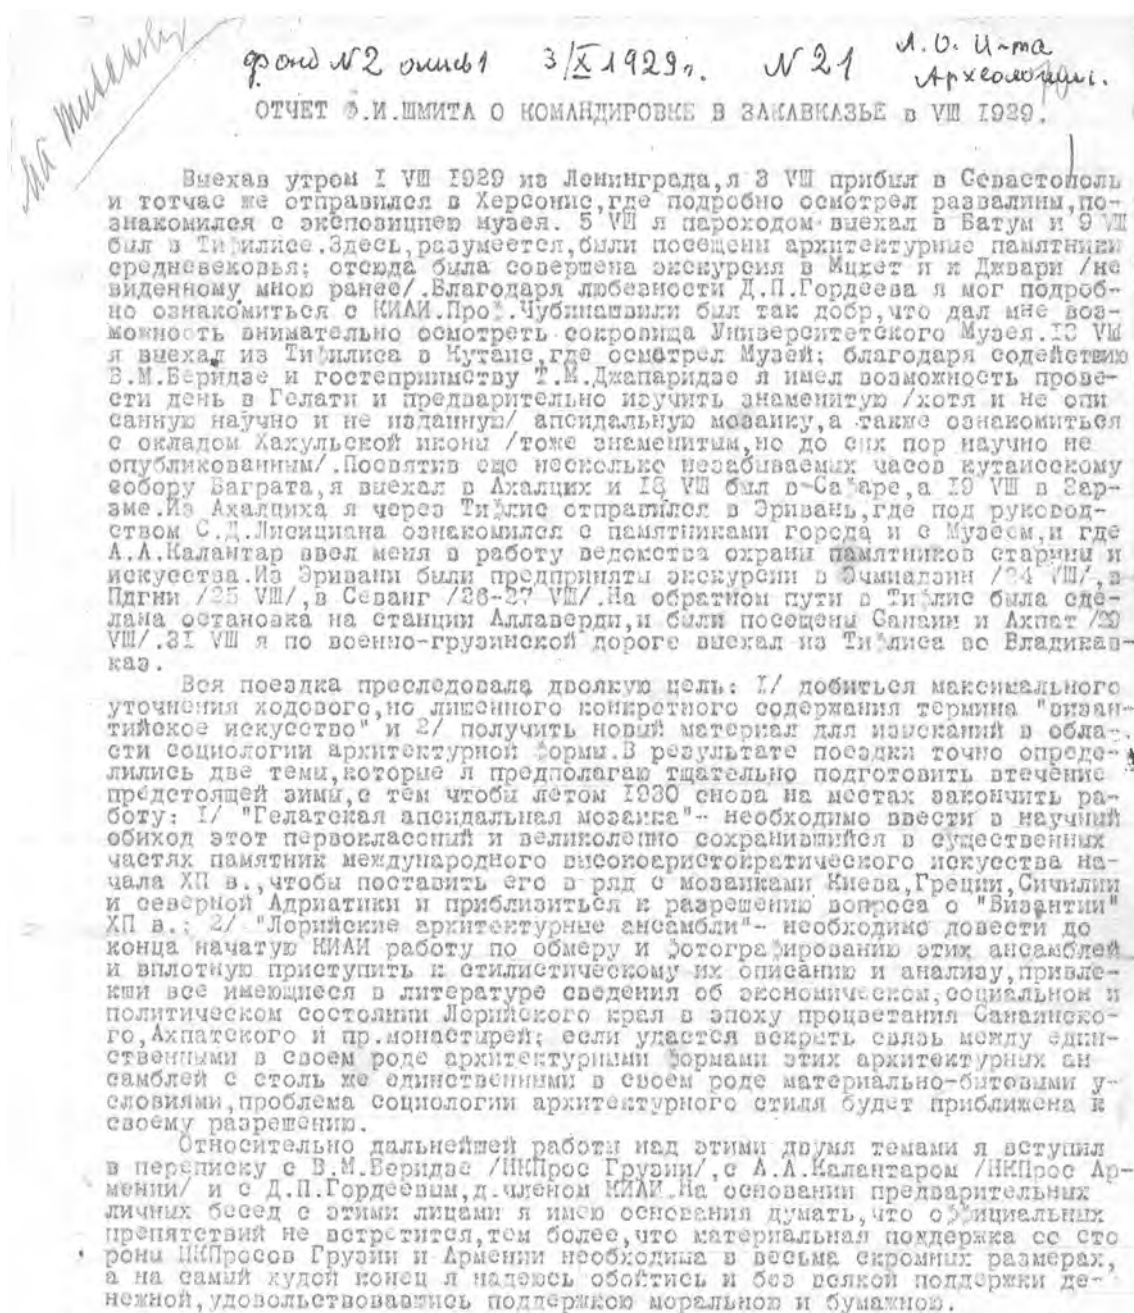 на машинку
фонд N2 опись1 3/X 1929г. N 21 Л.О. И-та
Археологии.
ОТЧЕТ Ф.И.ШМИТА О КОМАНДИРОВКЕ В ЗАКАВКАЗЬЕ в VIII 1929.
Выехав утром I VIII 1929 из Ленинграда,я 3 VIII прибыл в Севастополь
и тотчас же отправился в Херсонис,где подробно осмотрел развалины,по-
знакомился с экспозициею музея. 5 VIII я пароходом выехал в Батум и 9 VIII
был в Тифилисе.Здесь,разумеется,были посещены архитектурные памятники
средневековья; отсюда была совершена экскурсия в Мцхет и к Джвари /не
виденному мною ранее/.Благодаря любезности Д.П.Гордеева я мог подроб-
но ознакомиться с КИАИ.Проф.Чубинашвили был так добр,что дал мне воз-
можность внимательно осмотреть сокровища Университетского Музея.13 VIII
я выехал из Тифлиса в Кутаис,где осмотрел Музей; благодаря содействию
В.М.Беридзе и гостеприимству Т.М.Джапаридзе я имел возможность прове-
сти день в Гелати и предварительно изучить знаменитую /хотя и не опи
санную научно и не изданную/ апсидальную мозаику,а также ознакомиться
с окладом Хахульской иконы /тоже знаменитым,но до сих пор научно не
опубликованным/.Посвятив еще несколько незабываемых часов кутаисскому
собору Баграта,я выехал в Ахалцих и 18 VIII был в Сафаре,а 19 VIII в Зар-
зме.Из Ахалциха я через Тифлис отправился в Эривань,где под руковод-
ством С.Д.Лисициана ознакомился с памятниками города и с Музеем,и где
А.А.Калантар ввел меня в работу ведомства охраны памятников старины и
искусства.Из Эривани были предприняты экскурсии в Эчмиадзин /24 VIII/,в
Пдгни /25 VIII/,в Севанг /26-27 VIII/.На обратном пути в Тифлис была сде-
лана остановка на станции Аллаверди,и были посещены Санаин и Ахпат /29
VIII/.31 VIII я по военно-грузинской дороге выехал из Тифлиса во Владикав-
каз.
Вся поездка преследовала двоякую цель: I/ добиться максимального
уточнения ходового,но лишенного конкретного содержания термина "визан-
тийское искусство" и 2/ получить новый материал для изысканий в обла-
сти социологии архитектурной формы.В результате поездки точно опреде-
лились две темы,которые я предполагаю тщательно подготовить втечение
предстоящей зимы,с тем чтобы летом 1930 снова на местах закончить ра-
боту: I/ "Гелатская апсидальная мозаика"- необходимо ввести в научный
обиход этот первоклассный и великолепно сохранившийся в существенных
частях памятник международного высокоаристократического искусства на-
чала XII в.,чтобы поставить его в ряд с мозаиками Киева,Греции,Сичилии
и северной Адриатики и приблизиться к разрешению вопроса о "Византии"
XII в.; 2/ "Лорийские архитектурные ансамбли"- необходимо довести до
конца начатую КИАИ работу по обмеру и фотографированию этих ансамблей
и вплотную приступить к стилистическому их описанию и анализу,привле-
кши все имеющиеся в литературе сведения об экономическом,социальном и
политическом состоянии Лорийского края в эпоху процветания Санаинско-
го,Ахпатского и пр.монастырей; если удастся вскрыть связь между един-
ственными в своем роде архитектурными формами этих архитектурных ан
самблей с столь же единственными в своем роде материально-бытовыми у-
словиями,проблема социологии архитектурного стиля будет приближена к
своему разрешению.
Относительно дальнейшей работы над этими двумя темами я вступил
в переписку с В.М.Беридзе /НКПрос Грузии/,с А.А.Калантаром /НКПрос Ар-
мении/ и с Д.П.Гордеевым,д.членом КИАИ.На основании предварительных
личных бесед с этими лицами я имею основания думать,что официальных
препятствий не встретится,тем более,что материальная поддержка со сто
роны НКПросов Грузии и Армении необходима в весьма скромных размерах,
а на самый худой конец я надеюсь обойтись и без всякой поддержки де-
нежной,удовольствовавшись поддержкою моральною и бумажною.